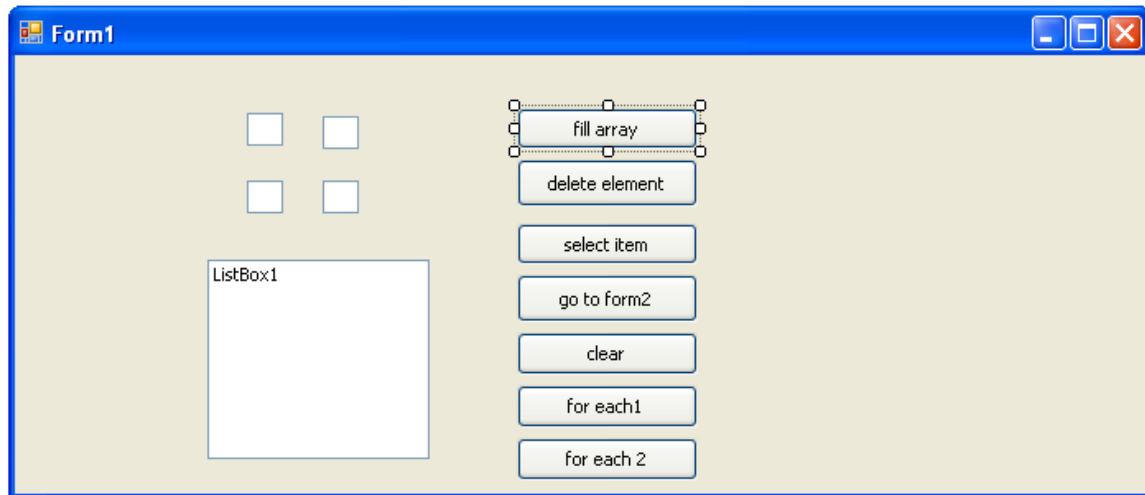 Form1
fill array
delete element
select item
ListBox1
go to form2
clear
for each1
for each 2